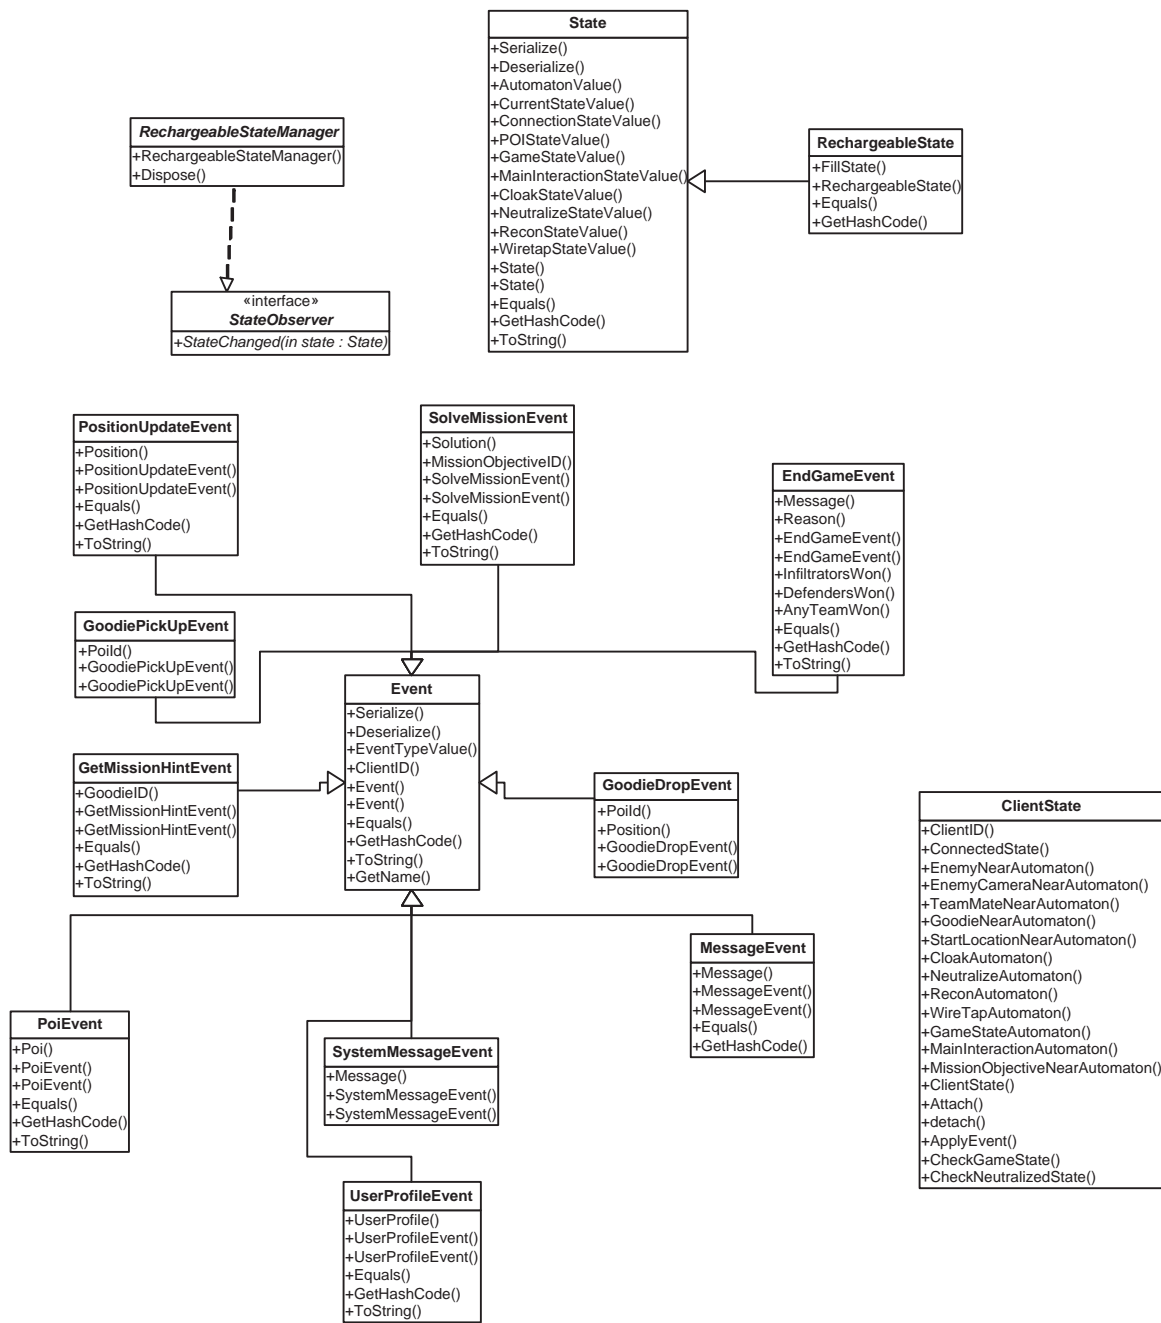 State
+Serialize()
+Deserialize()
+AutomatonValue()
+CurrentStateValue()
+ConnectionStateValue()
+POIStateValue()
+GameStateValue()
+MainInteractionStateValue()
+CloakStateValue()
+NeutralizeStateValue()
+ReconStateValue()
+WiretapStateValue()
+State()
+State()
+Equals()
+GetHashCode()
+ToString()
RechargeableStateManager
+RechargeableStateManager()
+Dispose()
RechargeableState
+FillState()
+RechargeableState()
+Equals()
+GetHashCode()
«interface»
StateObserver
+StateChanged(in state : State)
PositionUpdateEvent
+Position()
+PositionUpdateEvent()
+PositionUpdateEvent()
+Equals()
+GetHashCode()
+ToString()
SolveMissionEvent
+Solution()
+MissionObjectiveID()
+SolveMissionEvent()
+SolveMissionEvent()
+Equals()
+GetHashCode()
+ToString()
EndGameEvent
+Message()
+Reason()
+EndGameEvent()
+EndGameEvent()
+InfiltratorsWon()
+DefendersWon()
+AnyTeamWon()
+Equals()
+GetHashCode()
+ToString()
GoodiePickUpEvent
+PoiId()
+GoodiePickUpEvent()
+GoodiePickUpEvent()
Event
+Serialize()
+Deserialize()
+EventTypeValue()
+ClientID()
+Event()
+Event()
+Equals()
+GetHashCode()
+ToString()
+GetName()
GetMissionHintEvent
+GoodieID()
+GetMissionHintEvent()
+GetMissionHintEvent()
+Equals()
+GetHashCode()
+ToString()
GoodieDropEvent
+PoiId()
+Position()
+GoodieDropEvent()
+GoodieDropEvent()
ClientState
+ClientID()
+ConnectedState()
+EnemyNearAutomaton()
+EnemyCameraNearAutomaton()
+TeamMateNearAutomaton()
+GoodieNearAutomaton()
+StartLocationNearAutomaton()
+CloakAutomaton()
+NeutralizeAutomaton()
+ReconAutomaton()
+WireTapAutomaton()
+GameStateAutomaton()
+MainInteractionAutomaton()
+MissionObjectiveNearAutomaton()
+ClientState()
+Attach()
+detach()
+ApplyEvent()
+CheckGameState()
+CheckNeutralizedState()
MessageEvent
+Message()
+MessageEvent()
+MessageEvent()
+Equals()
+GetHashCode()
PoiEvent
+Poi()
+PoiEvent()
+PoiEvent()
+Equals()
+GetHashCode()
+ToString()
SystemMessageEvent
+Message()
+SystemMessageEvent()
+SystemMessageEvent()
UserProfileEvent
+UserProfile()
+UserProfileEvent()
+UserProfileEvent()
+Equals()
+GetHashCode()
+ToString()